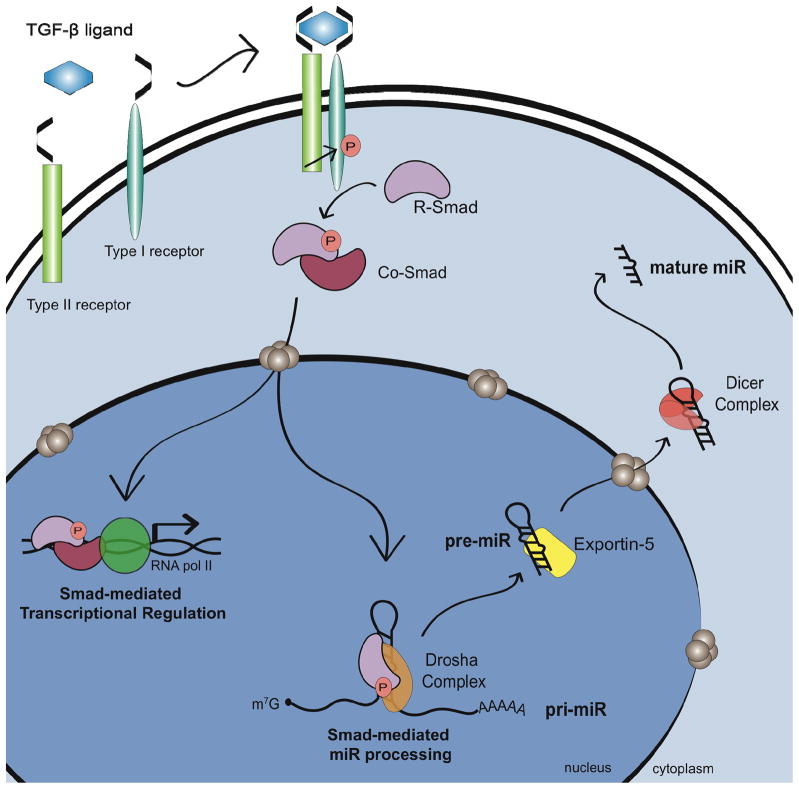 TGF-β ligand
P
R-Smad
Type I receptor
P
Co-Smad
Type II receptor
mature miR
Dicer
Complex
P
RNA pol II
Smad-mediated
Transcriptional Regulation
pre-miR
Exportin-5
Drosha
Complex
P
m⁷G
AAAAA
pri-miR
Smad-mediated
miR processing
nucleus
cytoplasm